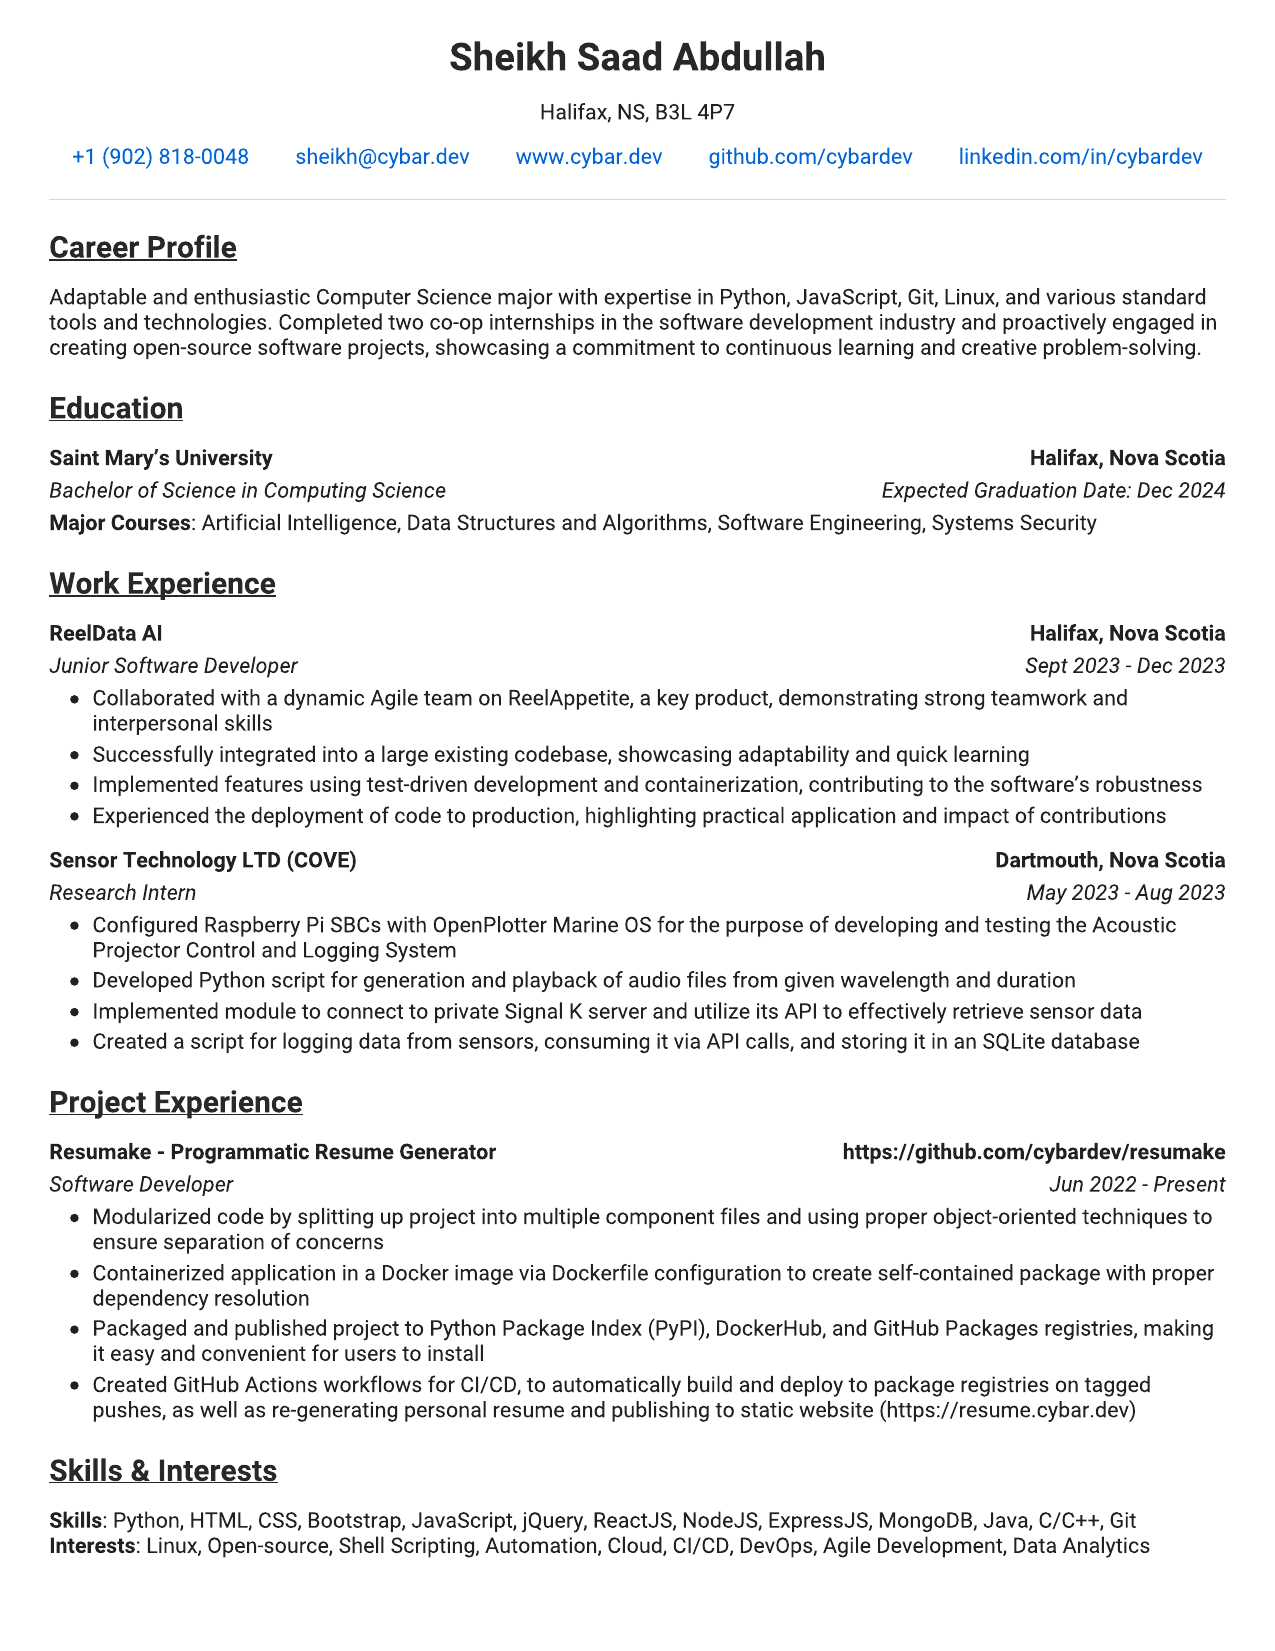 Sheikh Saad Abdullah
Halifax, NS, B3L 4P7
+1 (902) 818-0048 sheikh@cybar.dev www.cybar.dev github.com/cybardev linkedin.com/in/cybardev
Career Profile
Adaptable and enthusiastic Computer Science major with expertise in Python, JavaScript, Git, Linux, and various standard
tools and technologies. Completed two co-op internships in the software development industry and proactively engaged in
creating open-source software projects, showcasing a commitment to continuous learning and creative problem-solving.
Education
Saint Mary’s University Halifax, Nova Scotia
Bachelor of Science in Computing Science Expected Graduation Date: Dec 2024
Major Courses: Artificial Intelligence, Data Structures and Algorithms, Software Engineering, Systems Security
Work Experience
ReelData AI Halifax, Nova Scotia
Junior Software Developer Sept 2023 - Dec 2023
• Collaborated with a dynamic Agile team on ReelAppetite, a key product, demonstrating strong teamwork and
interpersonal skills
• Successfully integrated into a large existing codebase, showcasing adaptability and quick learning
• Implemented features using test-driven development and containerization, contributing to the software’s robustness
• Experienced the deployment of code to production, highlighting practical application and impact of contributions
Sensor Technology LTD (COVE) Dartmouth, Nova Scotia
Research Intern May 2023 - Aug 2023
• Configured Raspberry Pi SBCs with OpenPlotter Marine OS for the purpose of developing and testing the Acoustic
Projector Control and Logging System
• Developed Python script for generation and playback of audio files from given wavelength and duration
• Implemented module to connect to private Signal K server and utilize its API to effectively retrieve sensor data
• Created a script for logging data from sensors, consuming it via API calls, and storing it in an SQLite database
Project Experience
Resumake - Programmatic Resume Generator https://github.com/cybardev/resumake
Software Developer Jun 2022 - Present
• Modularized code by splitting up project into multiple component files and using proper object-oriented techniques to
ensure separation of concerns
• Containerized application in a Docker image via Dockerfile configuration to create self-contained package with proper
dependency resolution
• Packaged and published project to Python Package Index (PyPI), DockerHub, and GitHub Packages registries, making
it easy and convenient for users to install
• Created GitHub Actions workflows for CI/CD, to automatically build and deploy to package registries on tagged
pushes, as well as re-generating personal resume and publishing to static website (https://resume.cybar.dev)
Skills & Interests
Skills: Python, HTML, CSS, Bootstrap, JavaScript, jQuery, ReactJS, NodeJS, ExpressJS, MongoDB, Java, C/C++, Git
Interests: Linux, Open-source, Shell Scripting, Automation, Cloud, CI/CD, DevOps, Agile Development, Data Analytics